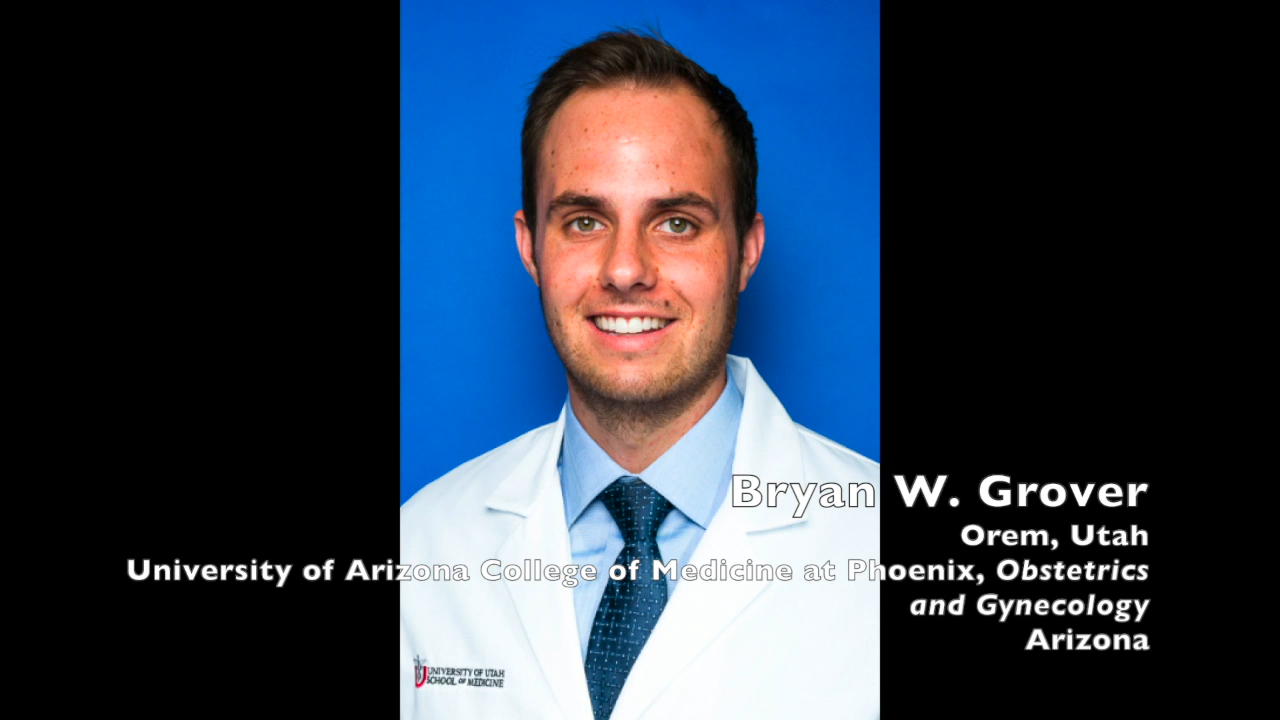 Bryan W. Grover
Orem, Utah
University of Arizona College of Medicine at Phoenix, Obstetrics
and Gynecology
Arizona
UNIVERSITY OF UTAH
SCHOOL OF MEDICINE